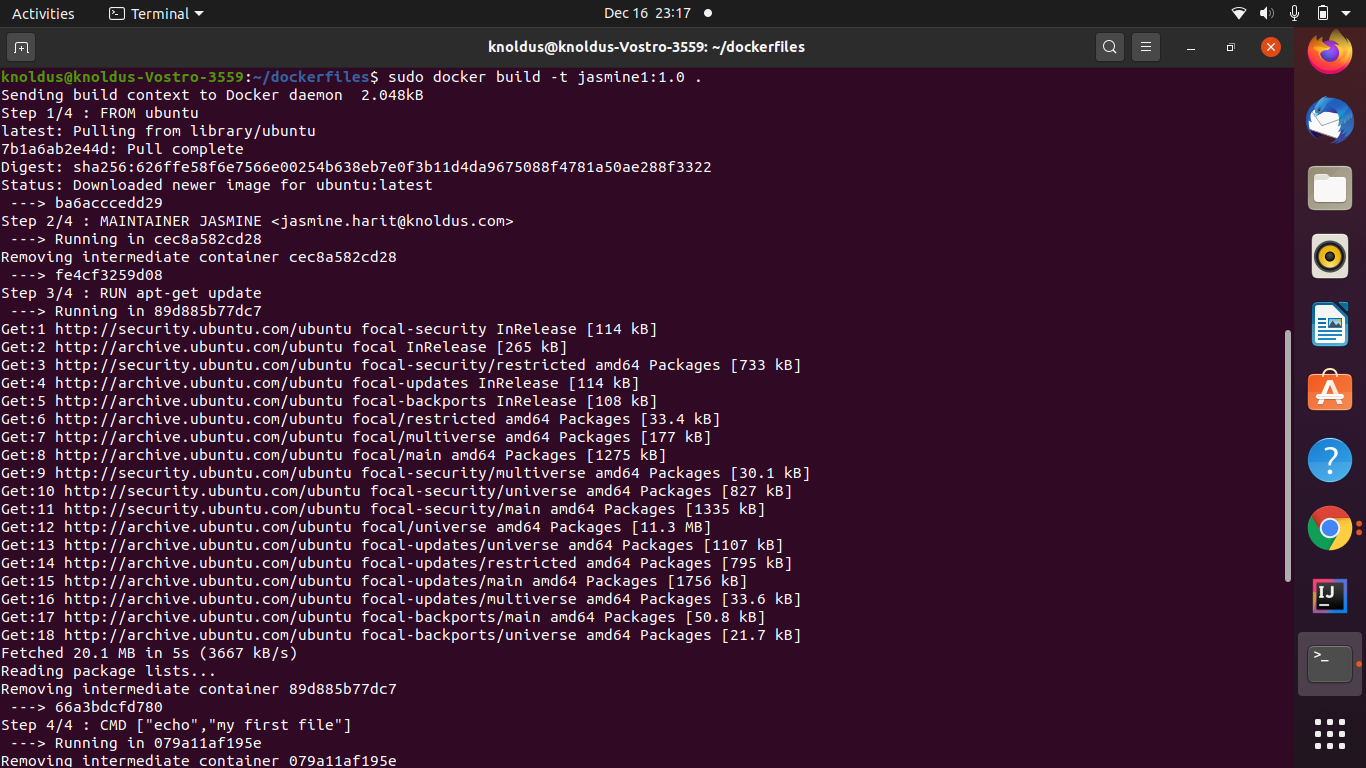 Activities
Terminal
Dec 16 23:17
knoldus@knoldus-Vostro-3559: ~/dockerfiles
knoldus@knoldus-Vostro-3559:~/dockerfiles$ sudo docker build -t jasmine1:1.0 .
Sending build context to Docker daemon  2.048kB
Step 1/4 : FROM ubuntu
latest: Pulling from library/ubuntu
7b1a6ab2e44d: Pull complete
Digest: sha256:626ffe58f6e7566e00254b638eb7e0f3b11d4da9675088f4781a50ae288f3322
Status: Downloaded newer image for ubuntu:latest
 ---> ba6acccedd29
Step 2/4 : MAINTAINER JASMINE <jasmine.harit@knoldus.com>
 ---> Running in cec8a582cd28
Removing intermediate container cec8a582cd28
 ---> fe4cf3259d08
Step 3/4 : RUN apt-get update
 ---> Running in 89d885b77dc7
Get:1 http://security.ubuntu.com/ubuntu focal-security InRelease [114 kB]
Get:2 http://archive.ubuntu.com/ubuntu focal InRelease [265 kB]
Get:3 http://security.ubuntu.com/ubuntu focal-security/restricted amd64 Packages [733 kB]
Get:4 http://archive.ubuntu.com/ubuntu focal-updates InRelease [114 kB]
Get:5 http://archive.ubuntu.com/ubuntu focal-backports InRelease [108 kB]
Get:6 http://archive.ubuntu.com/ubuntu focal/restricted amd64 Packages [33.4 kB]
Get:7 http://archive.ubuntu.com/ubuntu focal/multiverse amd64 Packages [177 kB]
Get:8 http://archive.ubuntu.com/ubuntu focal/main amd64 Packages [1275 kB]
Get:9 http://security.ubuntu.com/ubuntu focal-security/multiverse amd64 Packages [30.1 kB]
Get:10 http://security.ubuntu.com/ubuntu focal-security/universe amd64 Packages [827 kB]
Get:11 http://security.ubuntu.com/ubuntu focal-security/main amd64 Packages [1335 kB]
Get:12 http://archive.ubuntu.com/ubuntu focal/universe amd64 Packages [11.3 MB]
Get:13 http://archive.ubuntu.com/ubuntu focal-updates/universe amd64 Packages [1107 kB]
Get:14 http://archive.ubuntu.com/ubuntu focal-updates/restricted amd64 Packages [795 kB]
Get:15 http://archive.ubuntu.com/ubuntu focal-updates/main amd64 Packages [1756 kB]
Get:16 http://archive.ubuntu.com/ubuntu focal-updates/multiverse amd64 Packages [33.6 kB]
Get:17 http://archive.ubuntu.com/ubuntu focal-backports/main amd64 Packages [50.8 kB]
Get:18 http://archive.ubuntu.com/ubuntu focal-backports/universe amd64 Packages [21.7 kB]
Fetched 20.1 MB in 5s (3667 kB/s)
Reading package lists...
Removing intermediate container 89d885b77dc7
 ---> 66a3bdcfd780
Step 4/4 : CMD ["echo","my first file"]
 ---> Running in 079a11af195e
Removing intermediate container 079a11af195e
IJ